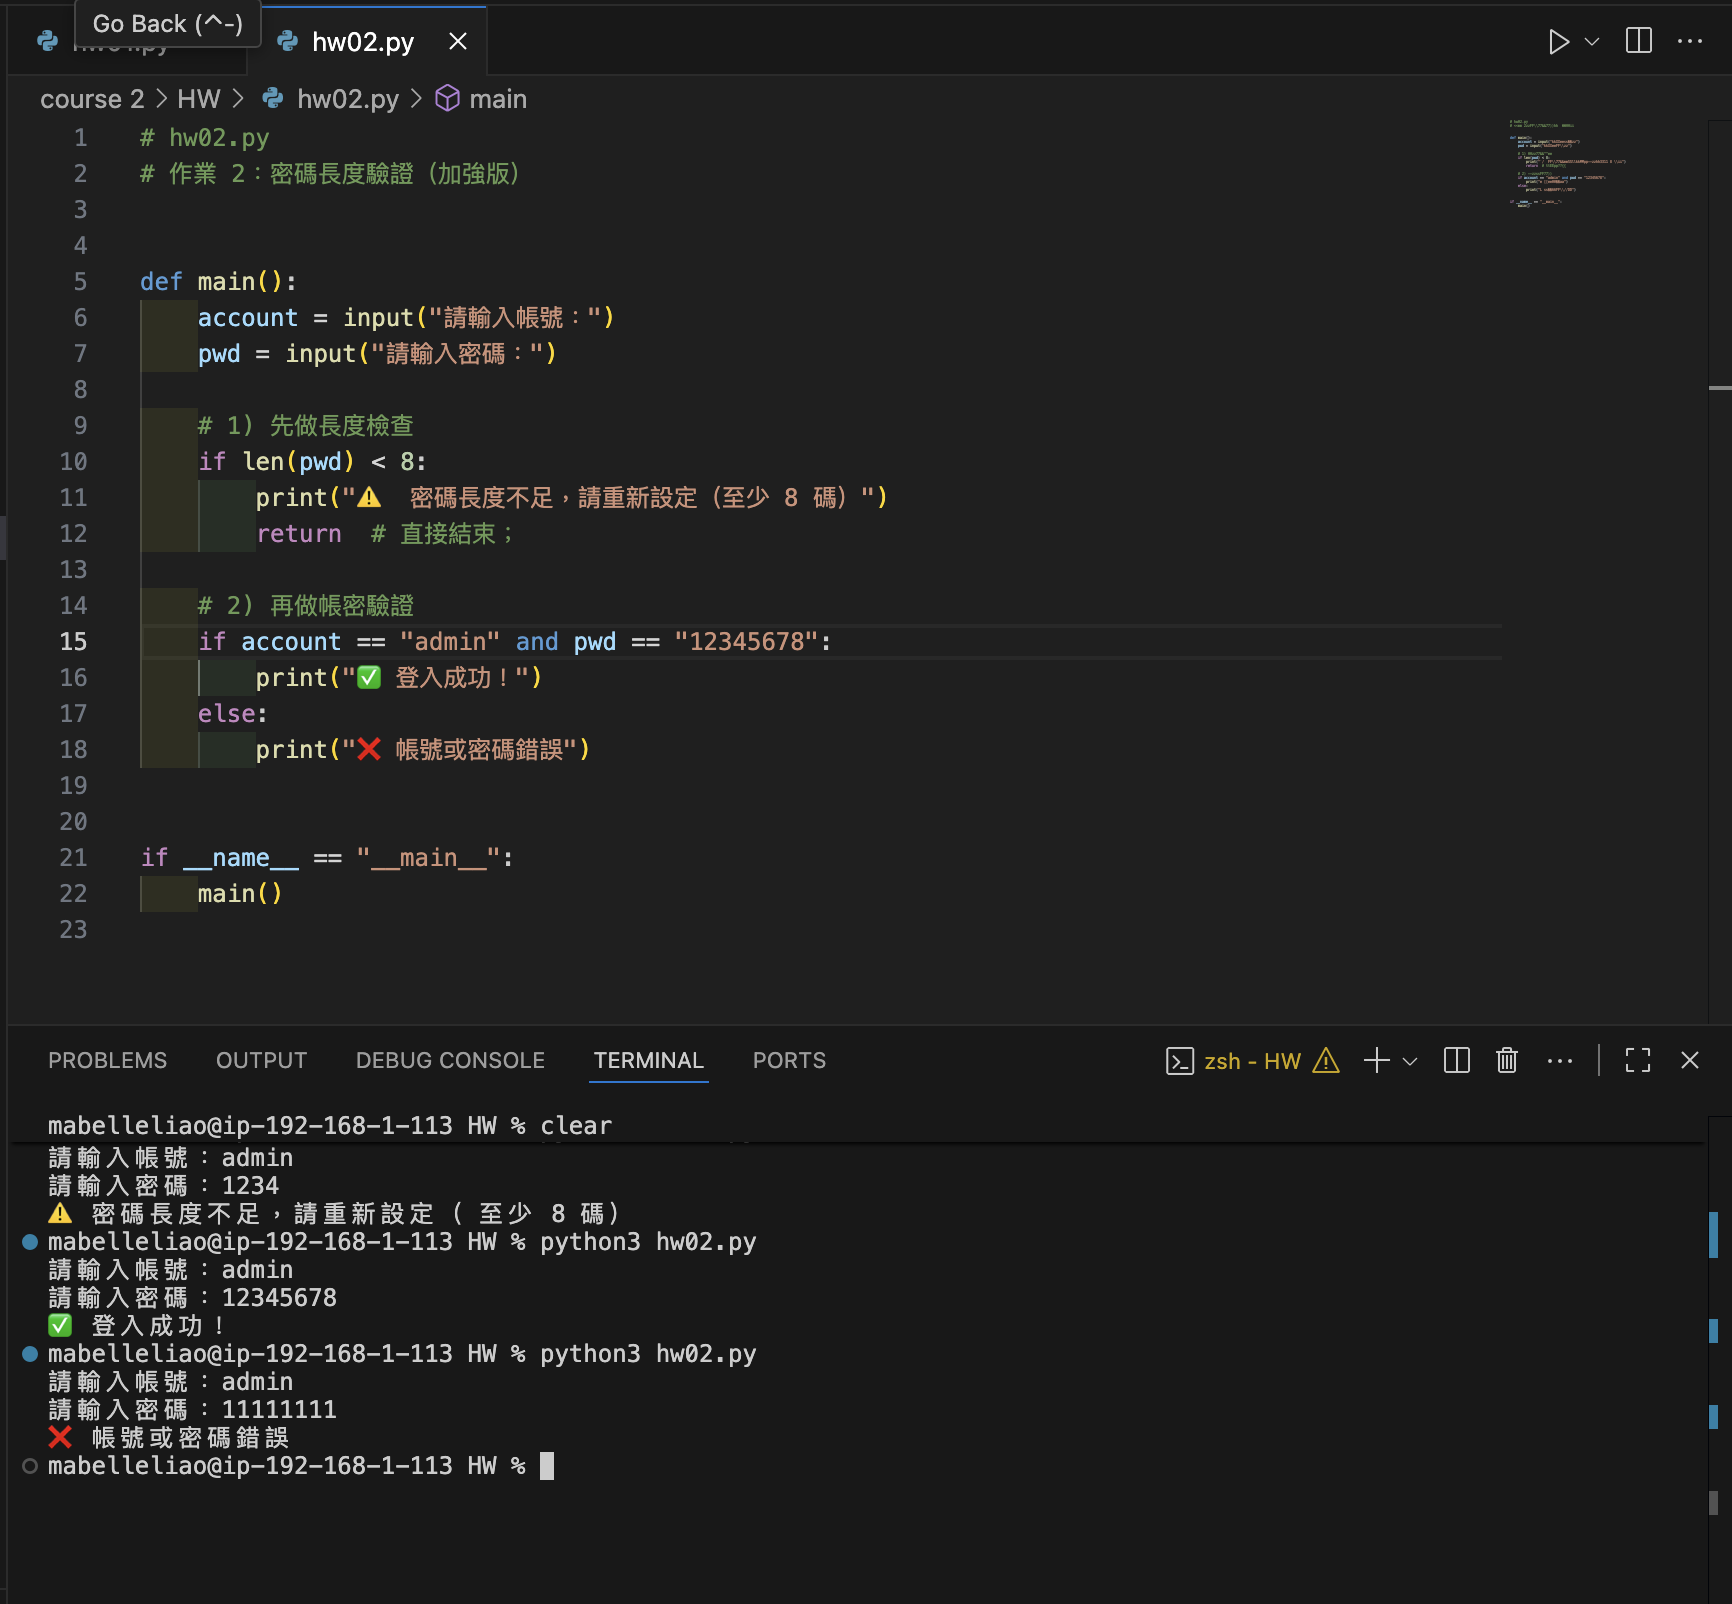 Go Back (^-)
hw02.py
course 2 > HW > hw02.py > main
1 # hw02.py
2 # 作業 2：密碼長度驗證（加強版）
3
4
5 def main():
6 account = input("請輸入帳號：")
7 pwd = input("請輸入密碼：")
8
9 # 1) 先做長度檢查
10 if len(pwd) < 8:
11 print("⚠️  密碼長度不足，請重新設定（至少 8 碼）")
12 return  # 直接結束；
13
14 # 2) 再做帳密驗證
15 if account == "admin" and pwd == "12345678":
16 print("✅ 登入成功！")
17 else:
18 print("❌ 帳號或密碼錯誤")
19
20
21 if __name__ == "__main__":
22 main()
23
PROBLEMS OUTPUT DEBUG CONSOLE TERMINAL PORTS zsh - HW
mabelleliao@ip-192-168-1-113 HW % clear
請輸入帳號：admin
請輸入密碼：1234
⚠️ 密碼長度不足，請重新設定（至少 8 碼）
mabelleliao@ip-192-168-1-113 HW % python3 hw02.py
請輸入帳號：admin
請輸入密碼：12345678
✅ 登入成功！
mabelleliao@ip-192-168-1-113 HW % python3 hw02.py
請輸入帳號：admin
請輸入密碼：11111111
❌ 帳號或密碼錯誤
mabelleliao@ip-192-168-1-113 HW %